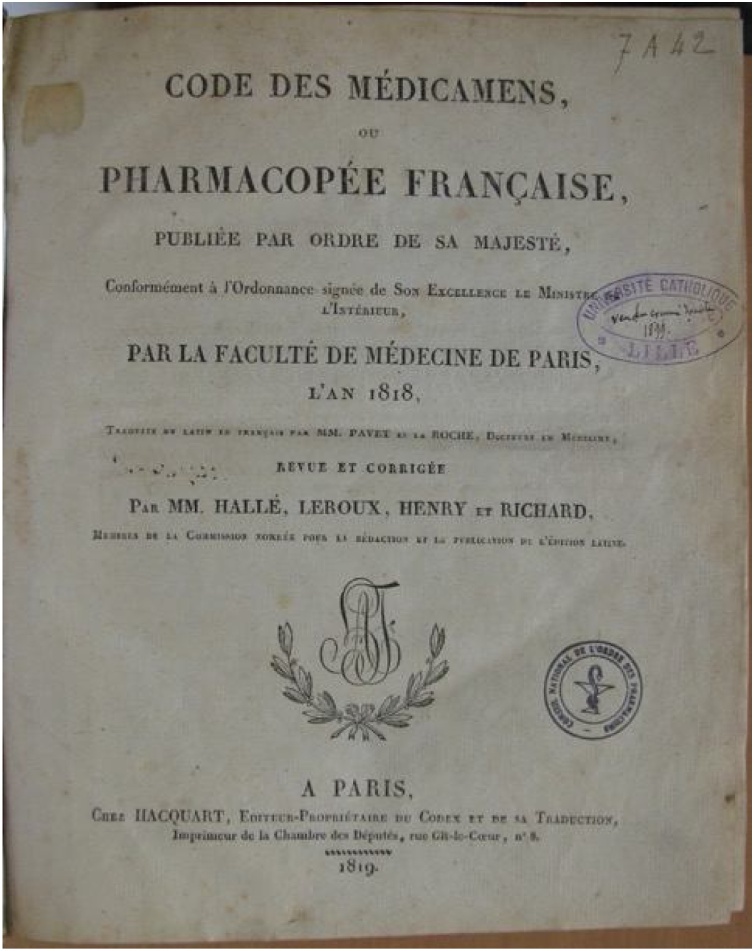 7 A 42
CODE DES MÉDICAMENS,
OU
PHARMACOPÉE FRANÇAISE,
PUBLIÉE PAR ORDRE DE SA MAJESTÉ,
Conformément à l'Ordonnance signée de SON EXCELLENCE LE MINISTRE
L'INTÉRIEUR,
UNIVERSITÉ CATHOLIQUE
1899.
LILLE
PAR LA FACULTÉ DE MÉDECINE DE PARIS,
L'AN 1818,
TRADUITE DU LATIN EN FRANÇAIS PAR MM. PAVET ET LA ROCHE, DOCTEURS EN MÉDECINE,
REVUE ET CORRIGÉE
PAR MM. HALLÉ, LEROUX, HENRY ET RICHARD,
MEMBRES DE LA COMMISSION NOMMÉE POUR LA RÉDACTION ET LA PUBLICATION DE L'ÉDITION LATINE.
CONSEIL NATIONAL DE L'ORDRE DES PHARMACIENS
A PARIS,
CHEZ HACQUART, EDITEUR-PROPRIÉTAIRE DU CODEX ET DE SA TRADUCTION,
Imprimeur de la Chambre des Députés, rue Gît-le-Cœur, n° 8.
1819.